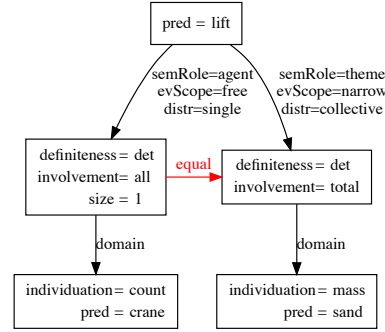 pred = lift
semRole=agent
evScope=free
distr=single
semRole=theme
evScope=narrow
distr=collective
definiteness= det
involvement= all
size = 1
equal
definiteness= det
involvement= total
domain
domain
individuation= count
pred = crane
individuation= mass
pred = sand